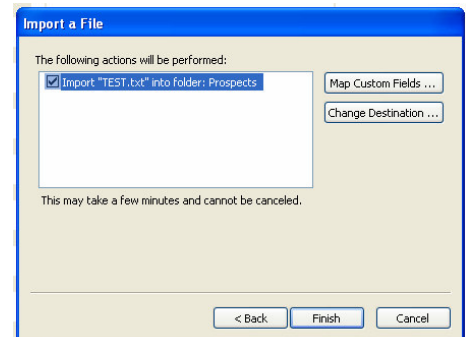 Import a File
The following actions will be performed:
Import "TEST.txt" into folder: Prospects
Map Custom Fields ...
Change Destination ...
This may take a few minutes and cannot be canceled.
< Back
Finish
Cancel